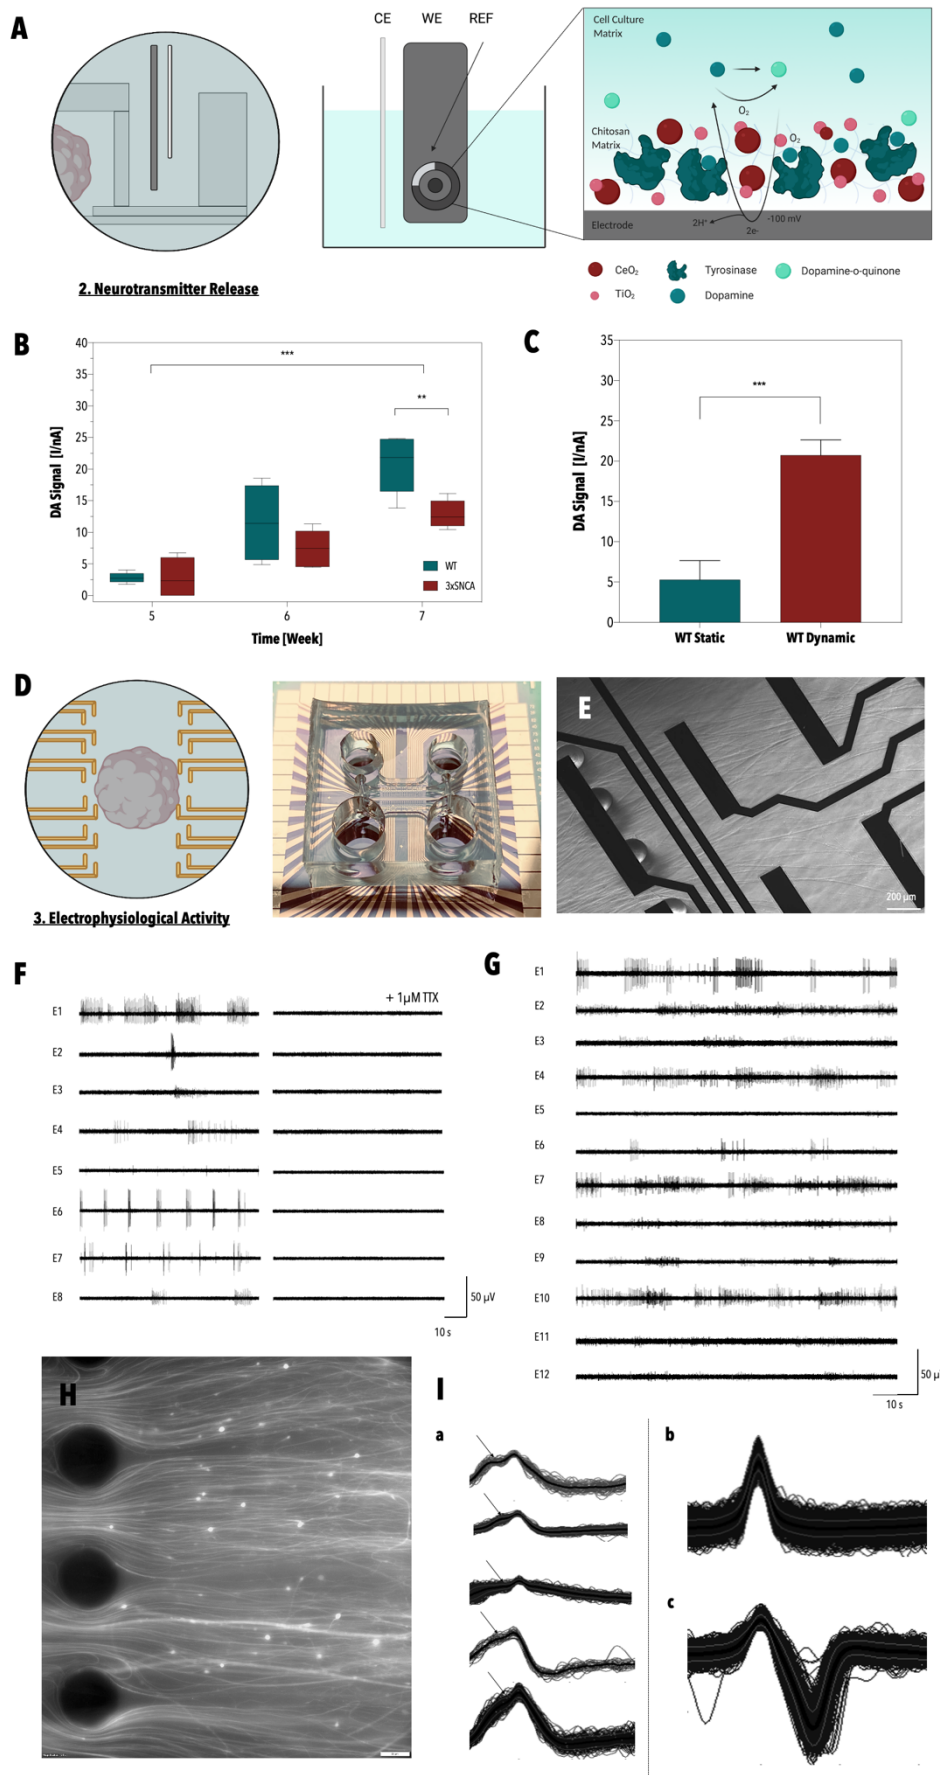 A
CE
WE
REF
Cell Culture
Matrix
O₂
Chitosan
Matrix
O₂
-100 mV
2H⁺
2e-
Electrode
2. Neurotransmitter Release
CeO₂
Tyrosinase
Dopamine-o-quinone
TiO₂
Dopamine
B
DA Signal [I/nA]
40
35
30
25
20
15
10
5
0
***
**
WT
3xSNCA
5
6
7
Time [Week]
C
DA Signal [I/nA]
35
30
25
20
15
10
5
0
***
WT Static
WT Dynamic
D
3. Electrophysiological Activity
E
200 µm
F
+ 1µM TTX
E1
E2
E3
E4
E5
E6
E7
E8
50 µV
10 s
G
E1
E2
E3
E4
E5
E6
E7
E8
E9
E10
E11
E12
50 µ
10 s
H
I
a
b
c